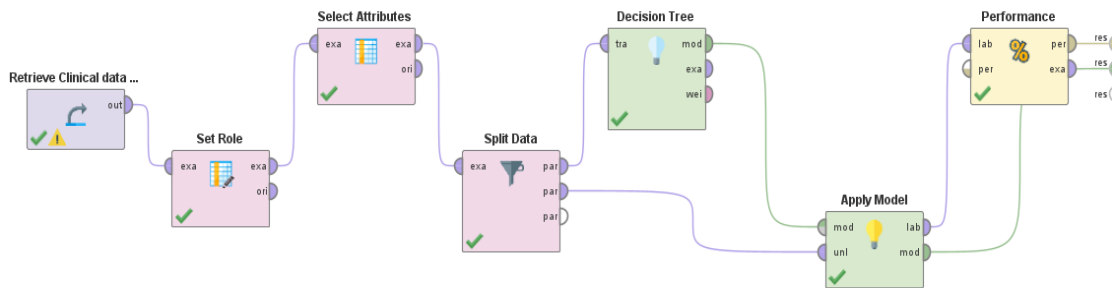 Retrieve Clinical data ...
out
Set Role
exa exa
ori
Select Attributes
exa exa
ori
Split Data
exa par
par
par
Decision Tree
tra mod
exa
wei
Apply Model
mod lab
unl mod
Performance
%
lab per
per exa
res
res
res